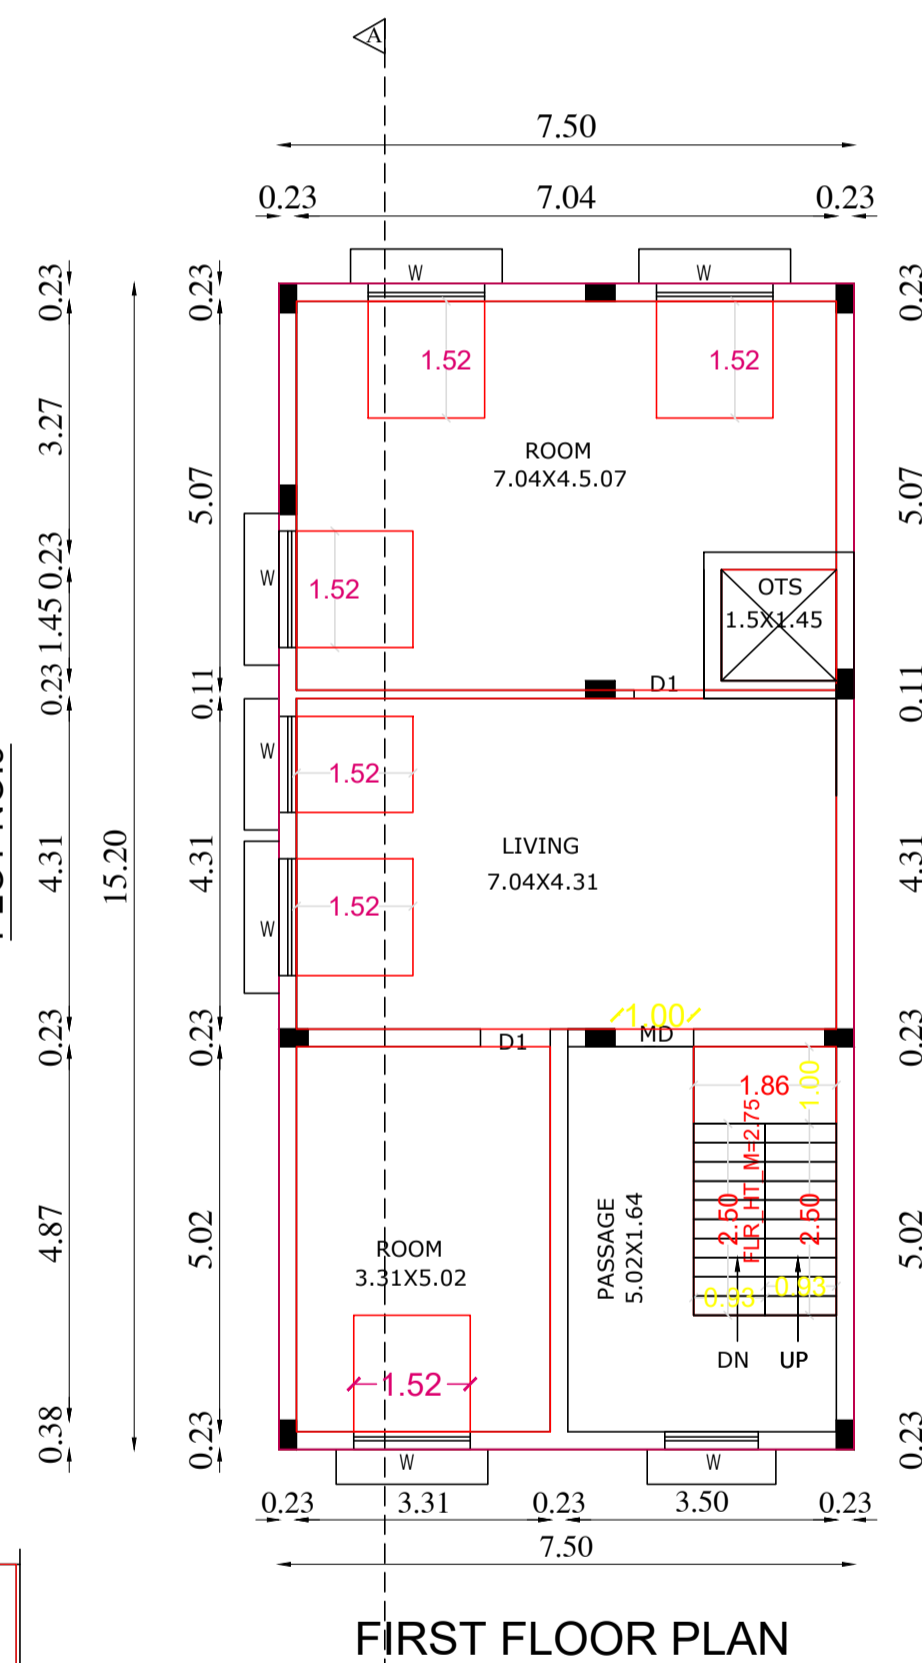 A
7.50
0.23 7.04 0.23
W W
0.23 0.23 0.23
1.52 1.52
3.27
ROOM
7.04X4.5.07
5.07 5.07
0.23
W
1.52
OTS
1.5X1.45
1.45
0.23
D1
0.11 0.11
W
1.52
LIVING
7.04X4.31
4.31 15.20 4.31 4.31
1.52
W
1.00
MD
D1
0.23 0.23 0.23
1.86
1.00
FLR_HT_M=2.75
PASSAGE
5.02X1.64
2.50 2.50
4.87 5.02 5.02
ROOM
3.31X5.02
0.93 0.93
DN UP
1.52
0.38 0.23 0.23
W W
0.23 3.31 0.23 3.50 0.23
7.50
FIRST FLOOR PLAN